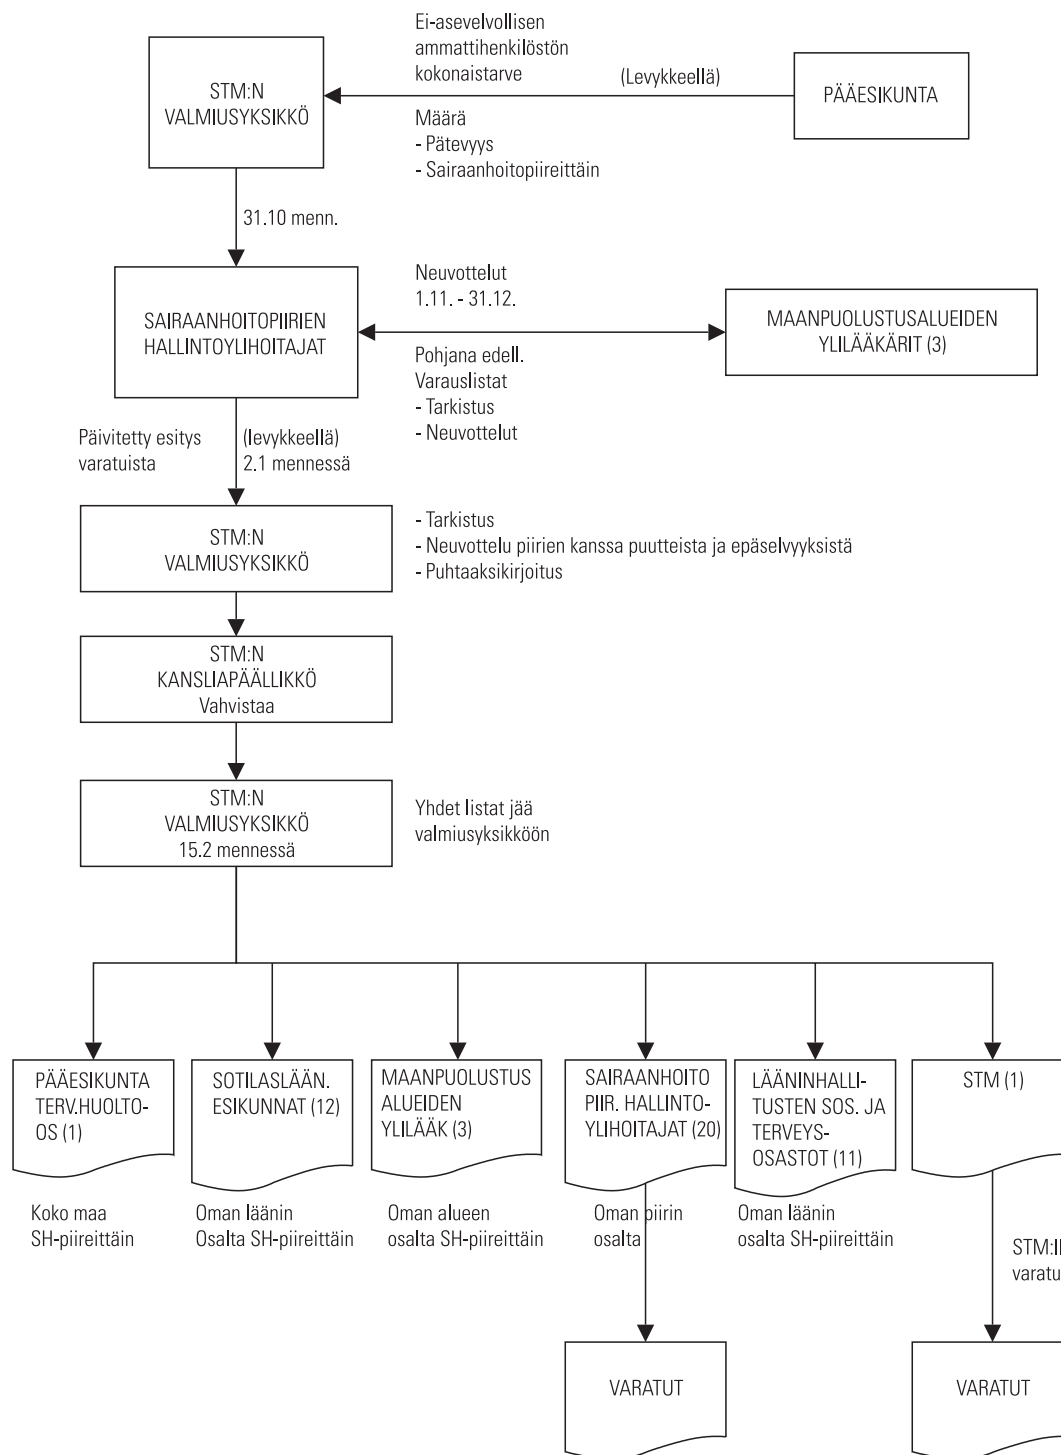 Ei-asevelvollisen
ammattihenkilöstön
kokonaistarve
(Levykkeellä)
STM:N
VALMIUSYKSIKKÖ
PÄÄESIKUNTA
Määrä
- Pätevyys
- Sairaanhoitopiireittäin
31.10 menn.
Neuvottelut
1.11. - 31.12.
SAIRAANHOITOPIIRIEN
HALLINTOYLIHOITAJAT
MAANPUOLUSTUSALUEIDEN
YLILÄÄKÄRIT (3)
Pohjana edell.
Varauslistat
- Tarkistus
- Neuvottelut
Päivitetty esitys
varatuista
(levykkeellä)
2.1 mennessä
STM:N
VALMIUSYKSIKKÖ
- Tarkistus
- Neuvottelu piirien kanssa puutteista ja epäselvyyksistä
- Puhtaaksikirjoitus
STM:N
KANSLIAPÄÄLLIKKÖ
Vahvistaa
STM:N
VALMIUSYKSIKKÖ
15.2 mennessä
Yhdet listat jää
valmiusyksikköön
PÄÄESIKUNTA
TERV.HUOLTO-
OS (1)
SOTILASLÄÄN.
ESIKUNNAT (12)
MAANPUOLUSTUS
ALUEIDEN
YLILÄÄK (3)
SAIRAANHOITO
PIIR. HALLINTO-
YLIHOITAJAT (20)
LÄÄNINHALLI-
TUSTEN SOS. JA
TERVEYS-
OSASTOT (11)
STM (1)
Koko maa
SH-piireittäin
Oman läänin
Osalta SH-piireittäin
Oman alueen
osalta SH-piireittäin
Oman piirin
osalta
Oman läänin
osalta SH-piireittäin
VARATUT
VARATUT